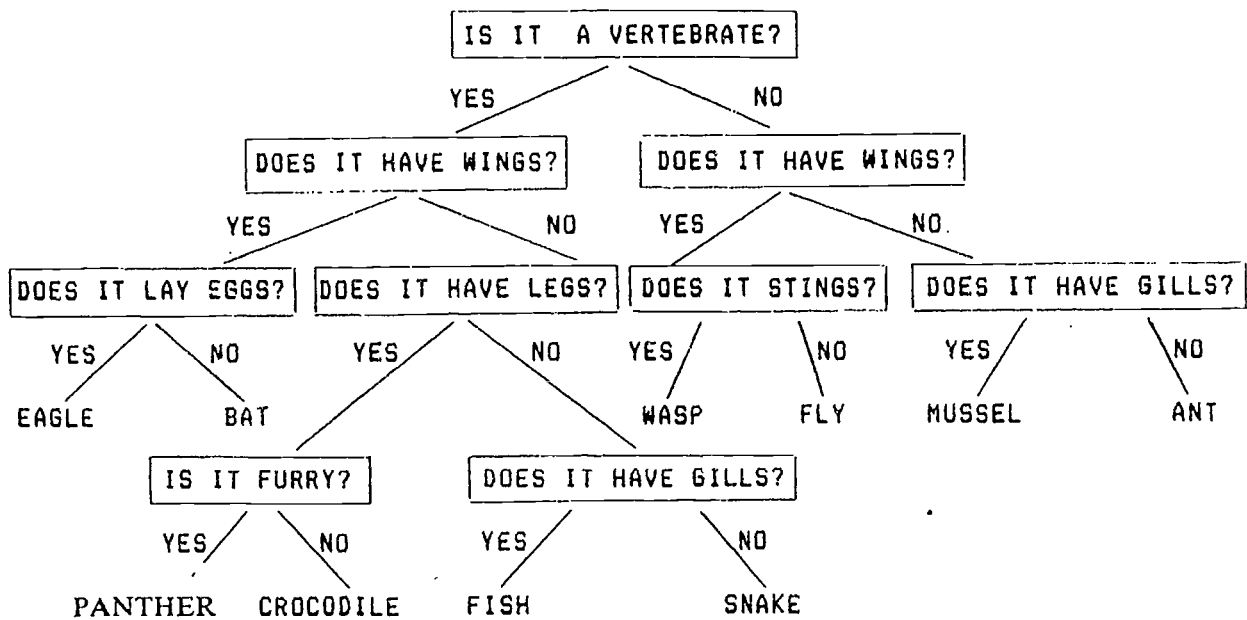 IS IT A VERTEBRATE?
YES NO
DOES IT HAVE WINGS? DOES IT HAVE WINGS?
YES NO YES NO
DOES IT LAY EGGS? DOES IT HAVE LEGS? DOES IT STINGS? DOES IT HAVE GILLS?
YES NO YES NO YES NO YES NO
EAGLE BAT WASP FLY MUSSEL ANT
IS IT FURRY? DOES IT HAVE GILLS?
YES NO YES NO
PANTHER CROCODILE FISH SNAKE